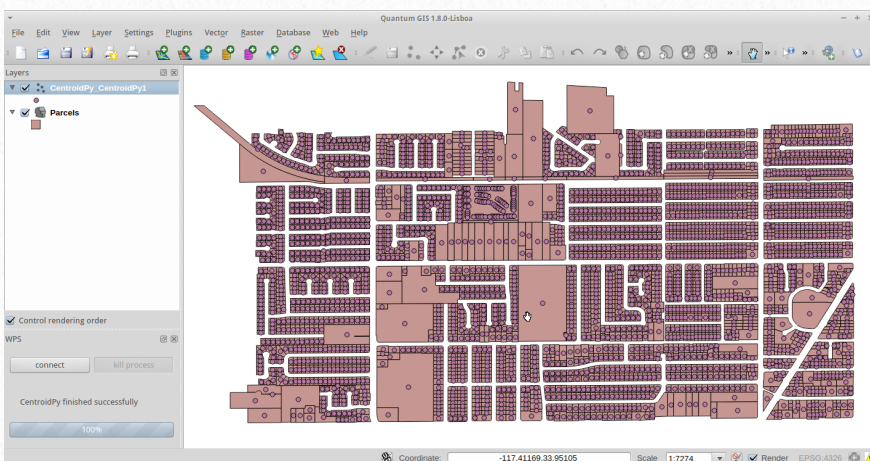 Quantum GIS 1.8.0-Lisboa
File Edit View Layer Settings Plugins Vector Raster Database Web Help
Layers
CentroidPy_CentroidPy1
Parcels
Control rendering order
WPS
connect kill process
CentroidPy finished successfully
100%
Coordinate: -117.41169,33.95105 Scale 1:7274 Render EPSG:4326